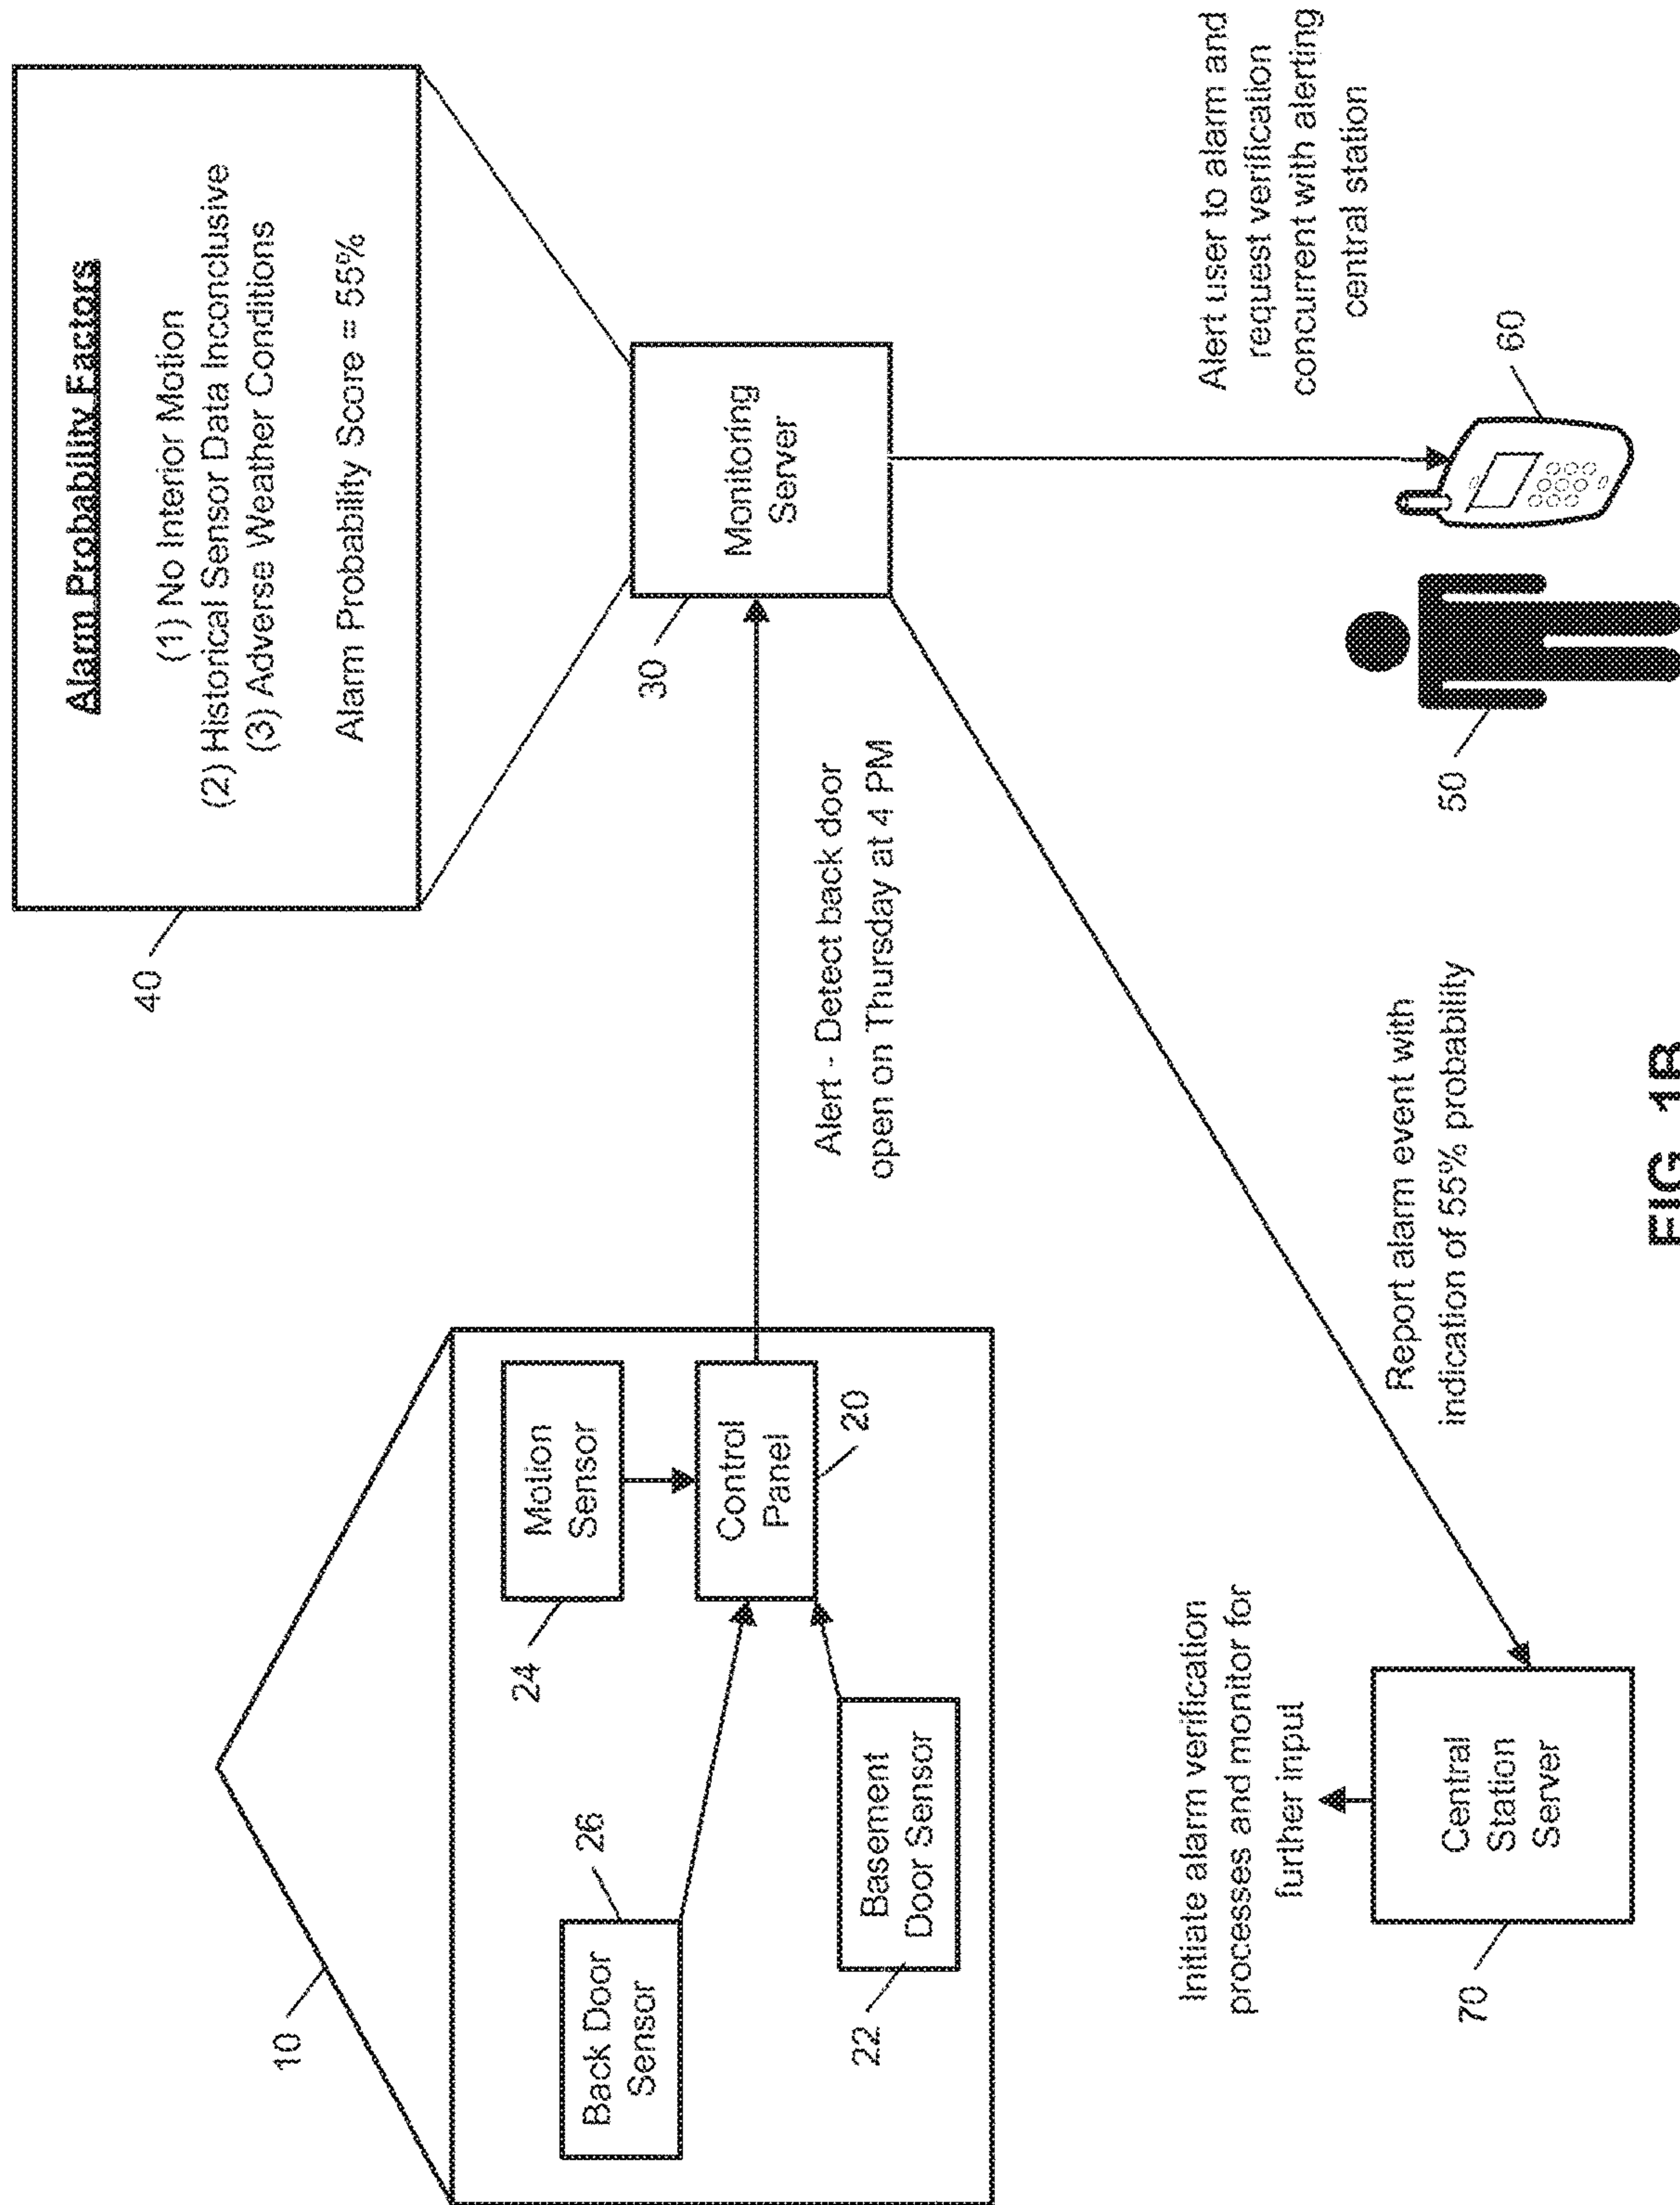 Alarm Probability Factors
(1) No Interior Motion
(2) Historical Sensor Data Inconclusive
(3) Adverse Weather Conditions
Alarm Probability Score = 55%
40
10
Motion
Sensor
24
Back Door
Sensor
26
Control
Panel
20
Basement
Door Sensor
22
Alert - Detect back door
open on Thursday at 4 PM
Monitoring
Server
30
Initiate alarm verification
processes and monitor for
further input
Central
Station
Server
70
Report alarm event with
indication of 55% probability
Alert user to alarm and
request verification
concurrent with alerting
central station
50
60
FIG. 1B